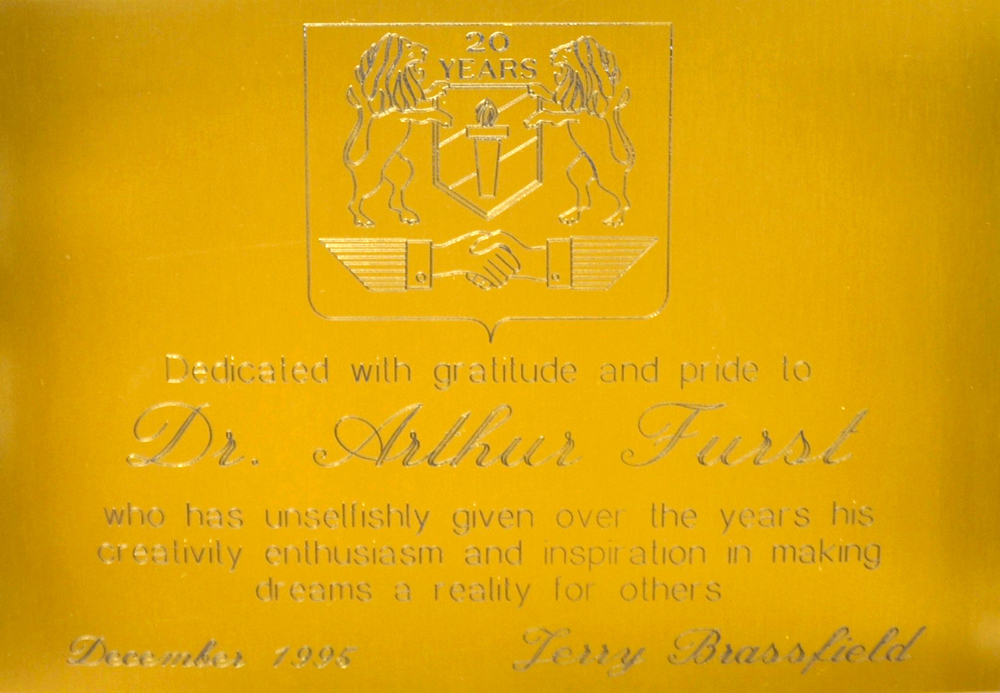 20
YEARS
Dedicated with gratitude and pride to
Dr. Arthur Furst
who has unselfishly given over the years his
creativity enthusiasm and inspiration in making
dreams a reality for others
December 1995 Jerry Brassfield